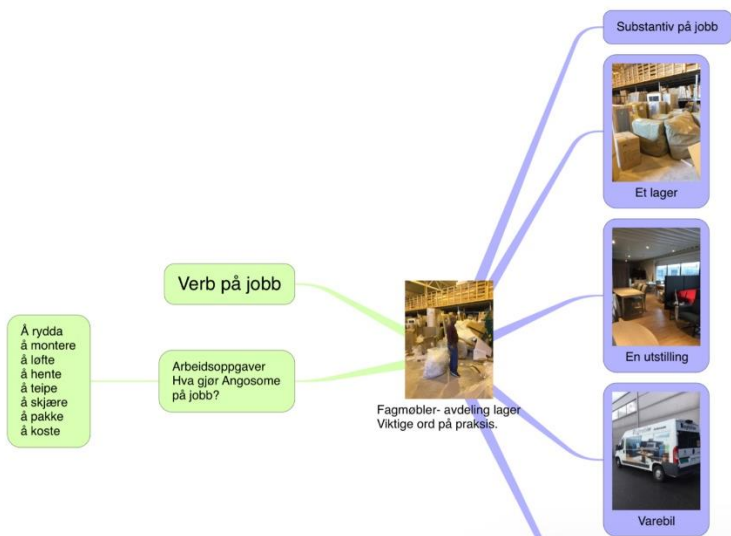 Substantiv på jobb
Et lager
Verb på jobb
En utstilling
Å rydda
å montere
å løfte
å hente
å teipe
å skjære
å pakke
å koste
Arbeidsoppgaver
Hva gjør Angosome
på jobb?
Fagmøbler- avdeling lager
Viktige ord på praksis.
Varebil